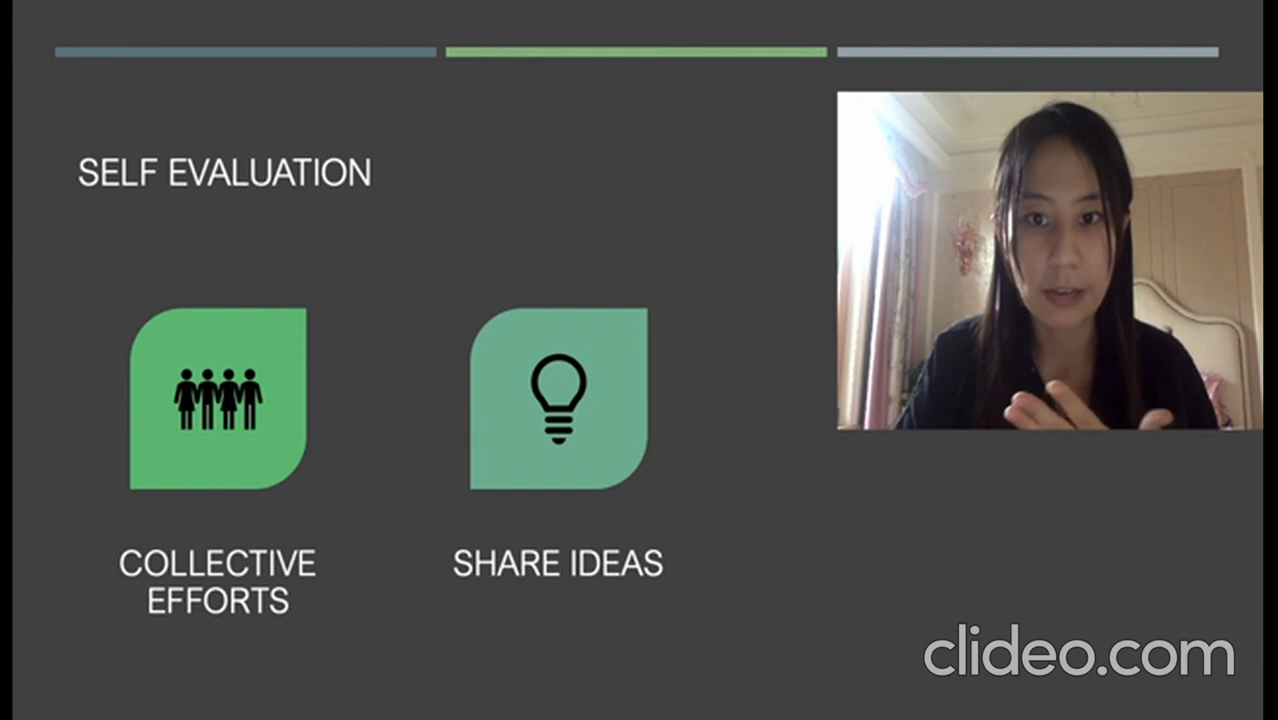 SELF EVALUATION
COLLECTIVE
EFFORTS
SHARE IDEAS
clideo.com